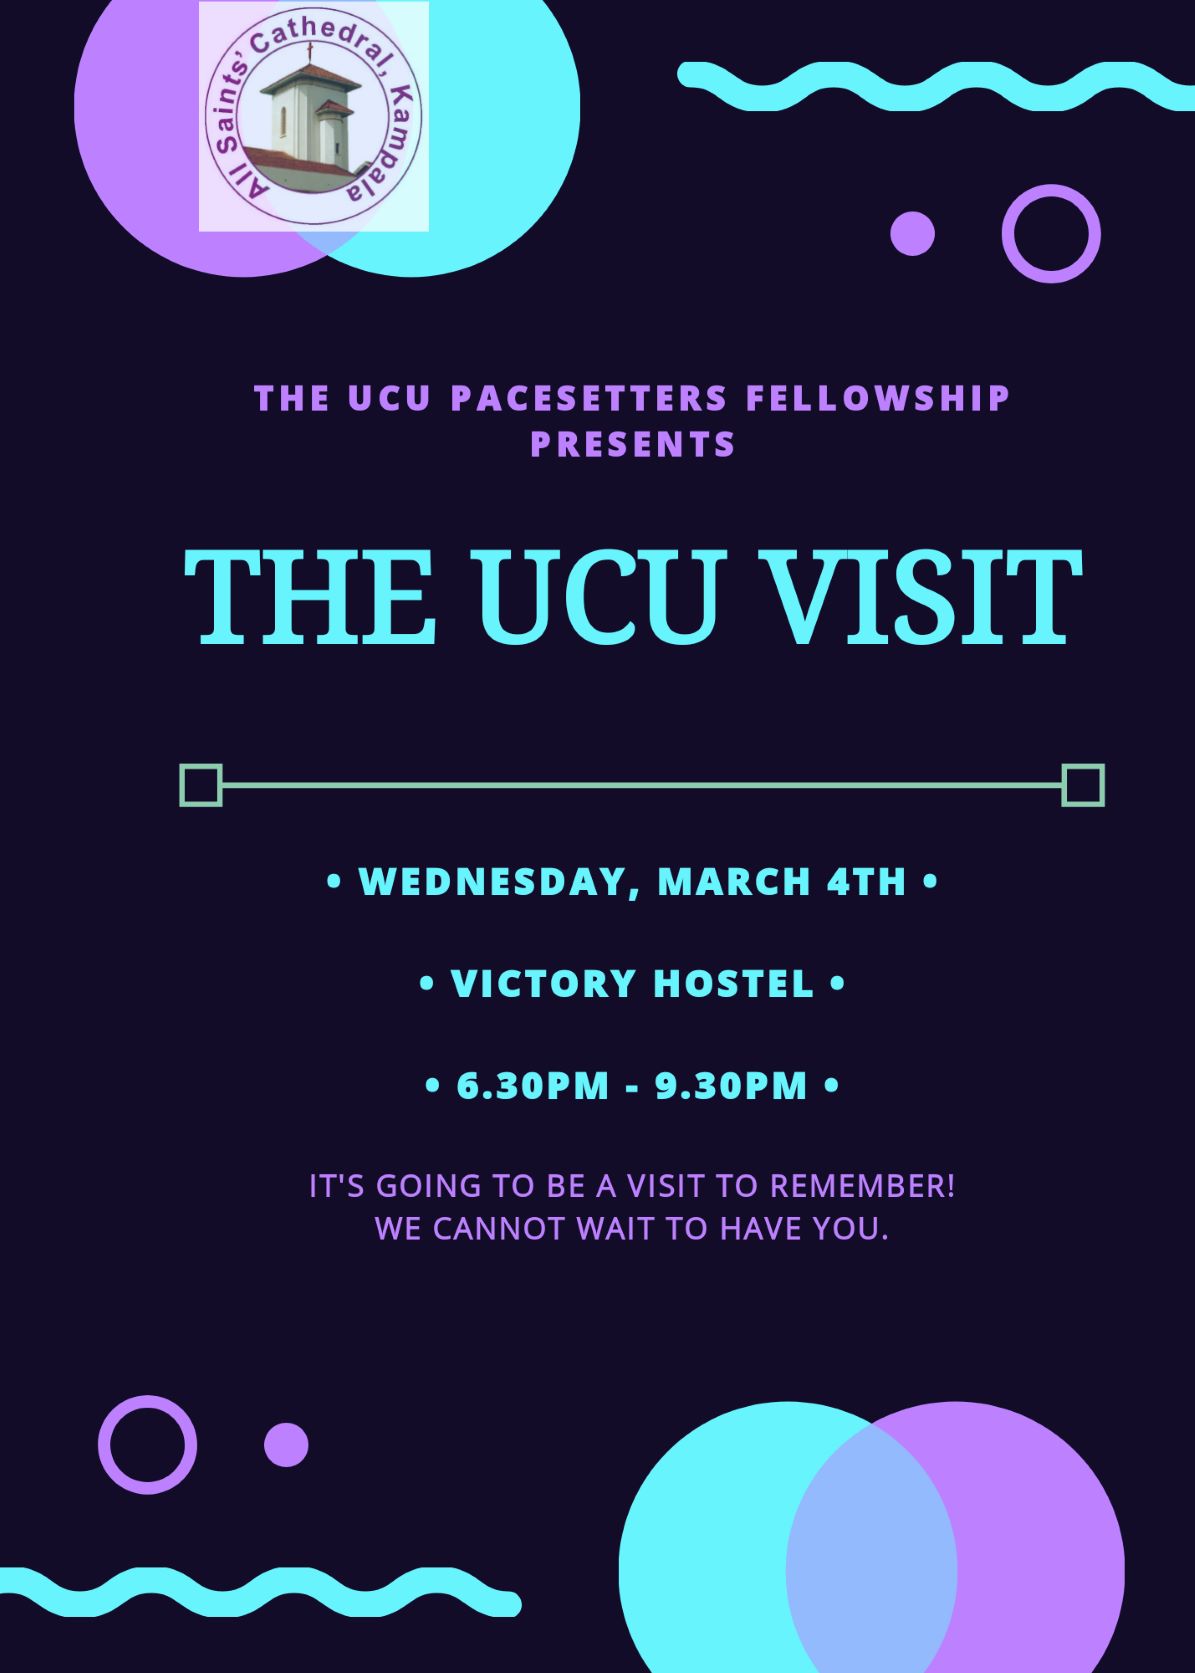 All Saints' Cathedral, Kampala
THE UCU PACESETTERS FELLOWSHIP
PRESENTS
THE UCU VISIT
• WEDNESDAY, MARCH 4TH •
• VICTORY HOSTEL •
• 6.30PM - 9.30PM •
IT'S GOING TO BE A VISIT TO REMEMBER!
WE CANNOT WAIT TO HAVE YOU.